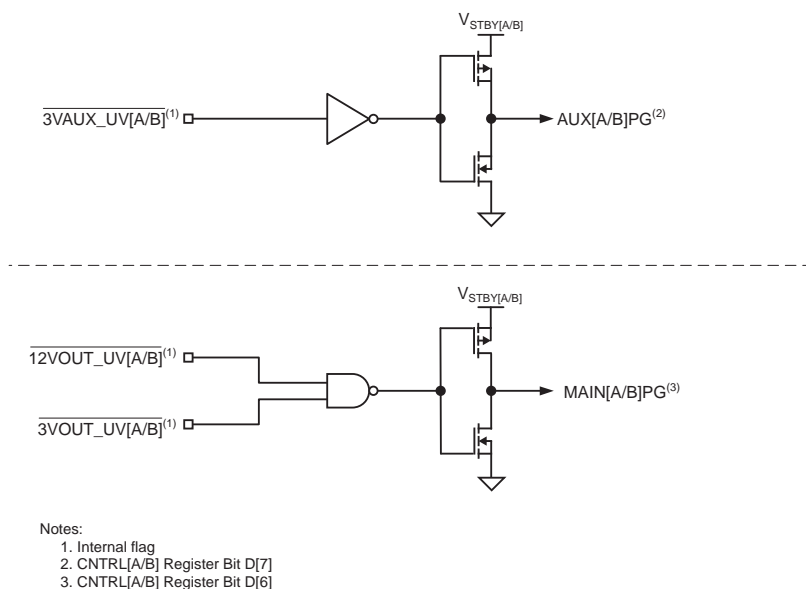 VSTBY[A/B]
3VAUX_UV[A/B](1)
AUX[A/B]PG(2)
VSTBY[A/B]
12VOUT_UV[A/B](1)
MAIN[A/B]PG(3)
3VOUT_UV[A/B](1)
Notes:
1. Internal flag
2. CNTRL[A/B] Register Bit D[7]
3. CNTRL[A/B] Register Bit D[6]